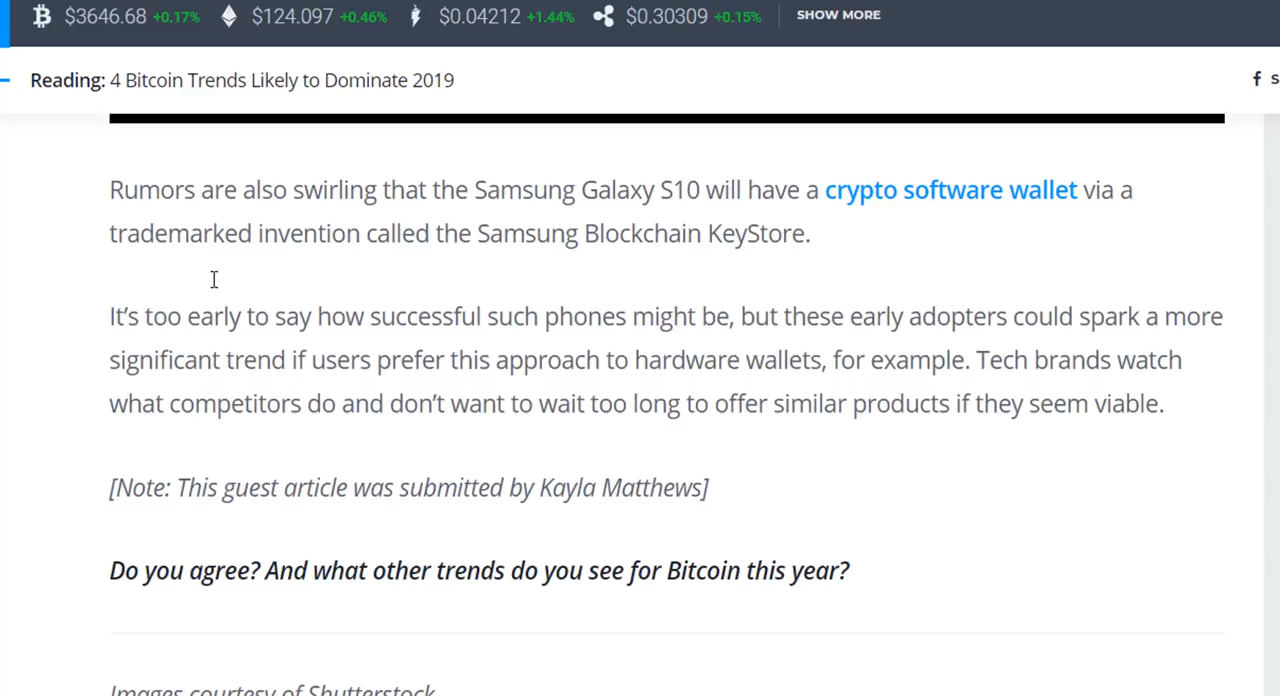 $3646.68 +0.17% $124.097 +0.46% $0.04212 +1.44% $0.30309 +0.15% SHOW MORE
Reading: 4 Bitcoin Trends Likely to Dominate 2019 f S
Rumors are also swirling that the Samsung Galaxy S10 will have a crypto software wallet via a
trademarked invention called the Samsung Blockchain KeyStore.
It’s too early to say how successful such phones might be, but these early adopters could spark a more
significant trend if users prefer this approach to hardware wallets, for example. Tech brands watch
what competitors do and don’t want to wait too long to offer similar products if they seem viable.
[Note: This guest article was submitted by Kayla Matthews]
Do you agree? And what other trends do you see for Bitcoin this year?
Images courtesy of Shutterstock